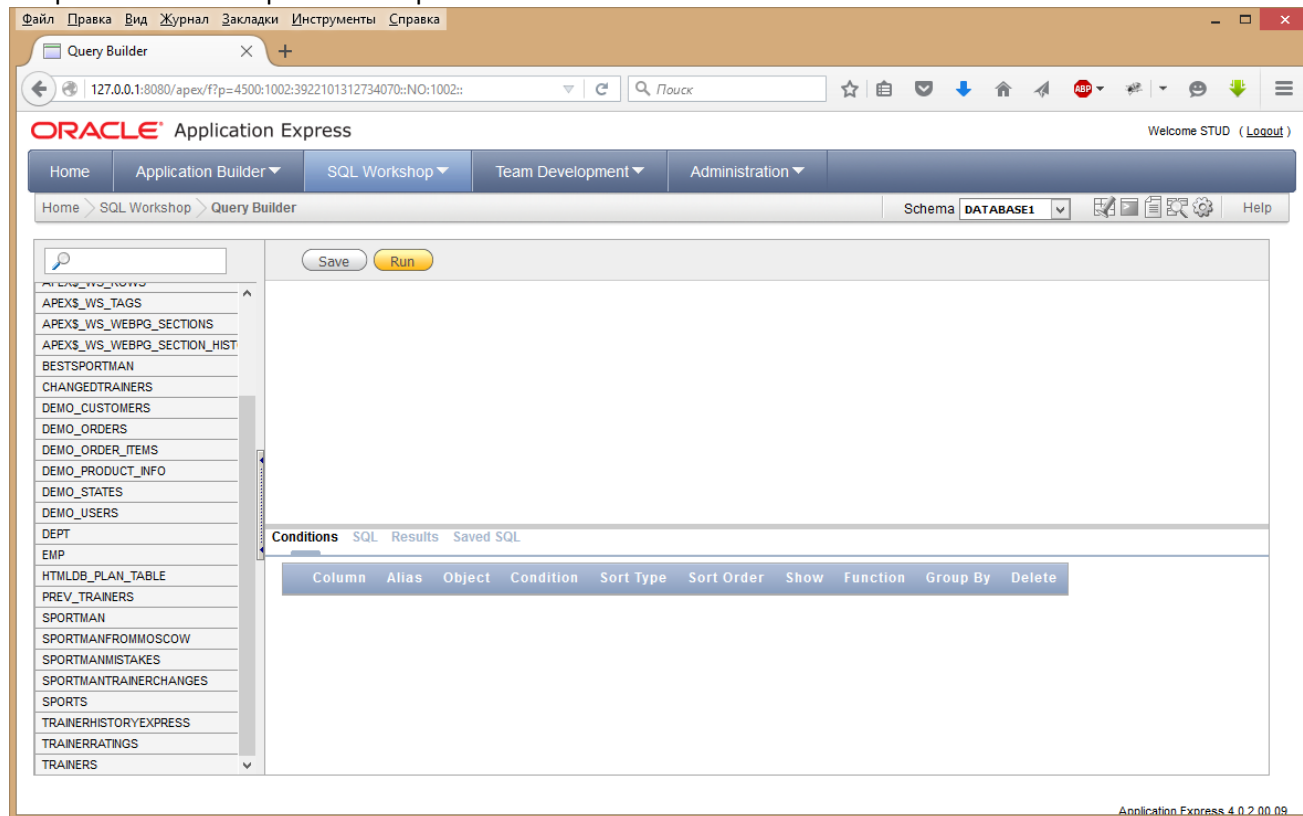 Файл Правка Вид Журнал Закладки Инструменты Справка
Query Builder
127.0.0.1:8080/apex/f?p=4500:1002:3922101312734070::NO:1002::
Поиск
ABP
ORACLE Application Express
Welcome STUD ( Logout )
Home Application Builder SQL Workshop Team Development Administration
Home SQL Workshop Query Builder
Schema DATABASE1 Help
Save Run
APEX$_WS_ROWS
APEX$_WS_TAGS
APEX$_WS_WEBPG_SECTIONS
APEX$_WS_WEBPG_SECTION_HIST
BESTSPORTMAN
CHANGEDTRAINERS
DEMO_CUSTOMERS
DEMO_ORDERS
DEMO_ORDER_ITEMS
DEMO_PRODUCT_INFO
DEMO_STATES
DEMO_USERS
DEPT
EMP
HTMLDB_PLAN_TABLE
PREV_TRAINERS
SPORTMAN
SPORTMANFROMMOSCOW
SPORTMANMISTAKES
SPORTMANTRAINERCHANGES
SPORTS
TRAINERHISTORYEXPRESS
TRAINERRATINGS
TRAINERS
Conditions SQL Results Saved SQL
Column Alias Object Condition Sort Type Sort Order Show Function Group By Delete
Application Express 4.0.2.00.09